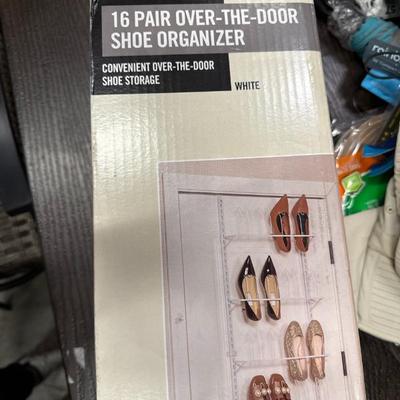 16 PAIR OVER-THE-DOOR
SHOE ORGANIZER
CONVENIENT OVER-THE-DOOR
SHOE STORAGE
WHITE